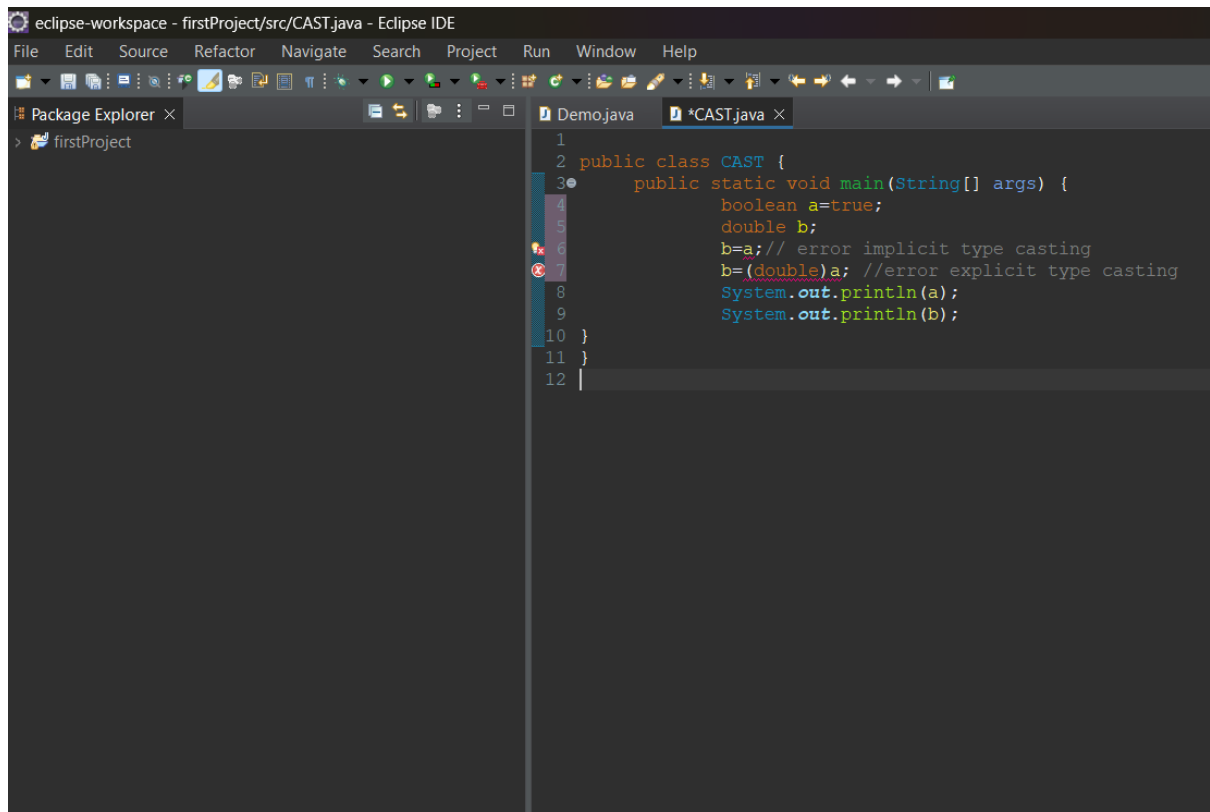 eclipse-workspace - firstProject/src/CAST.java - Eclipse IDE
File Edit Source Refactor Navigate Search Project Run Window Help
Package Explorer
Demo.java
*CAST.java
firstProject
1
2 public class CAST {
3 public static void main(String[] args) {
4 boolean a=true;
5 double b;
6 b=a;// error implicit type casting
7 b=(double)a; //error explicit type casting
8 System.out.println(a);
9 System.out.println(b);
10 }
11 }
12